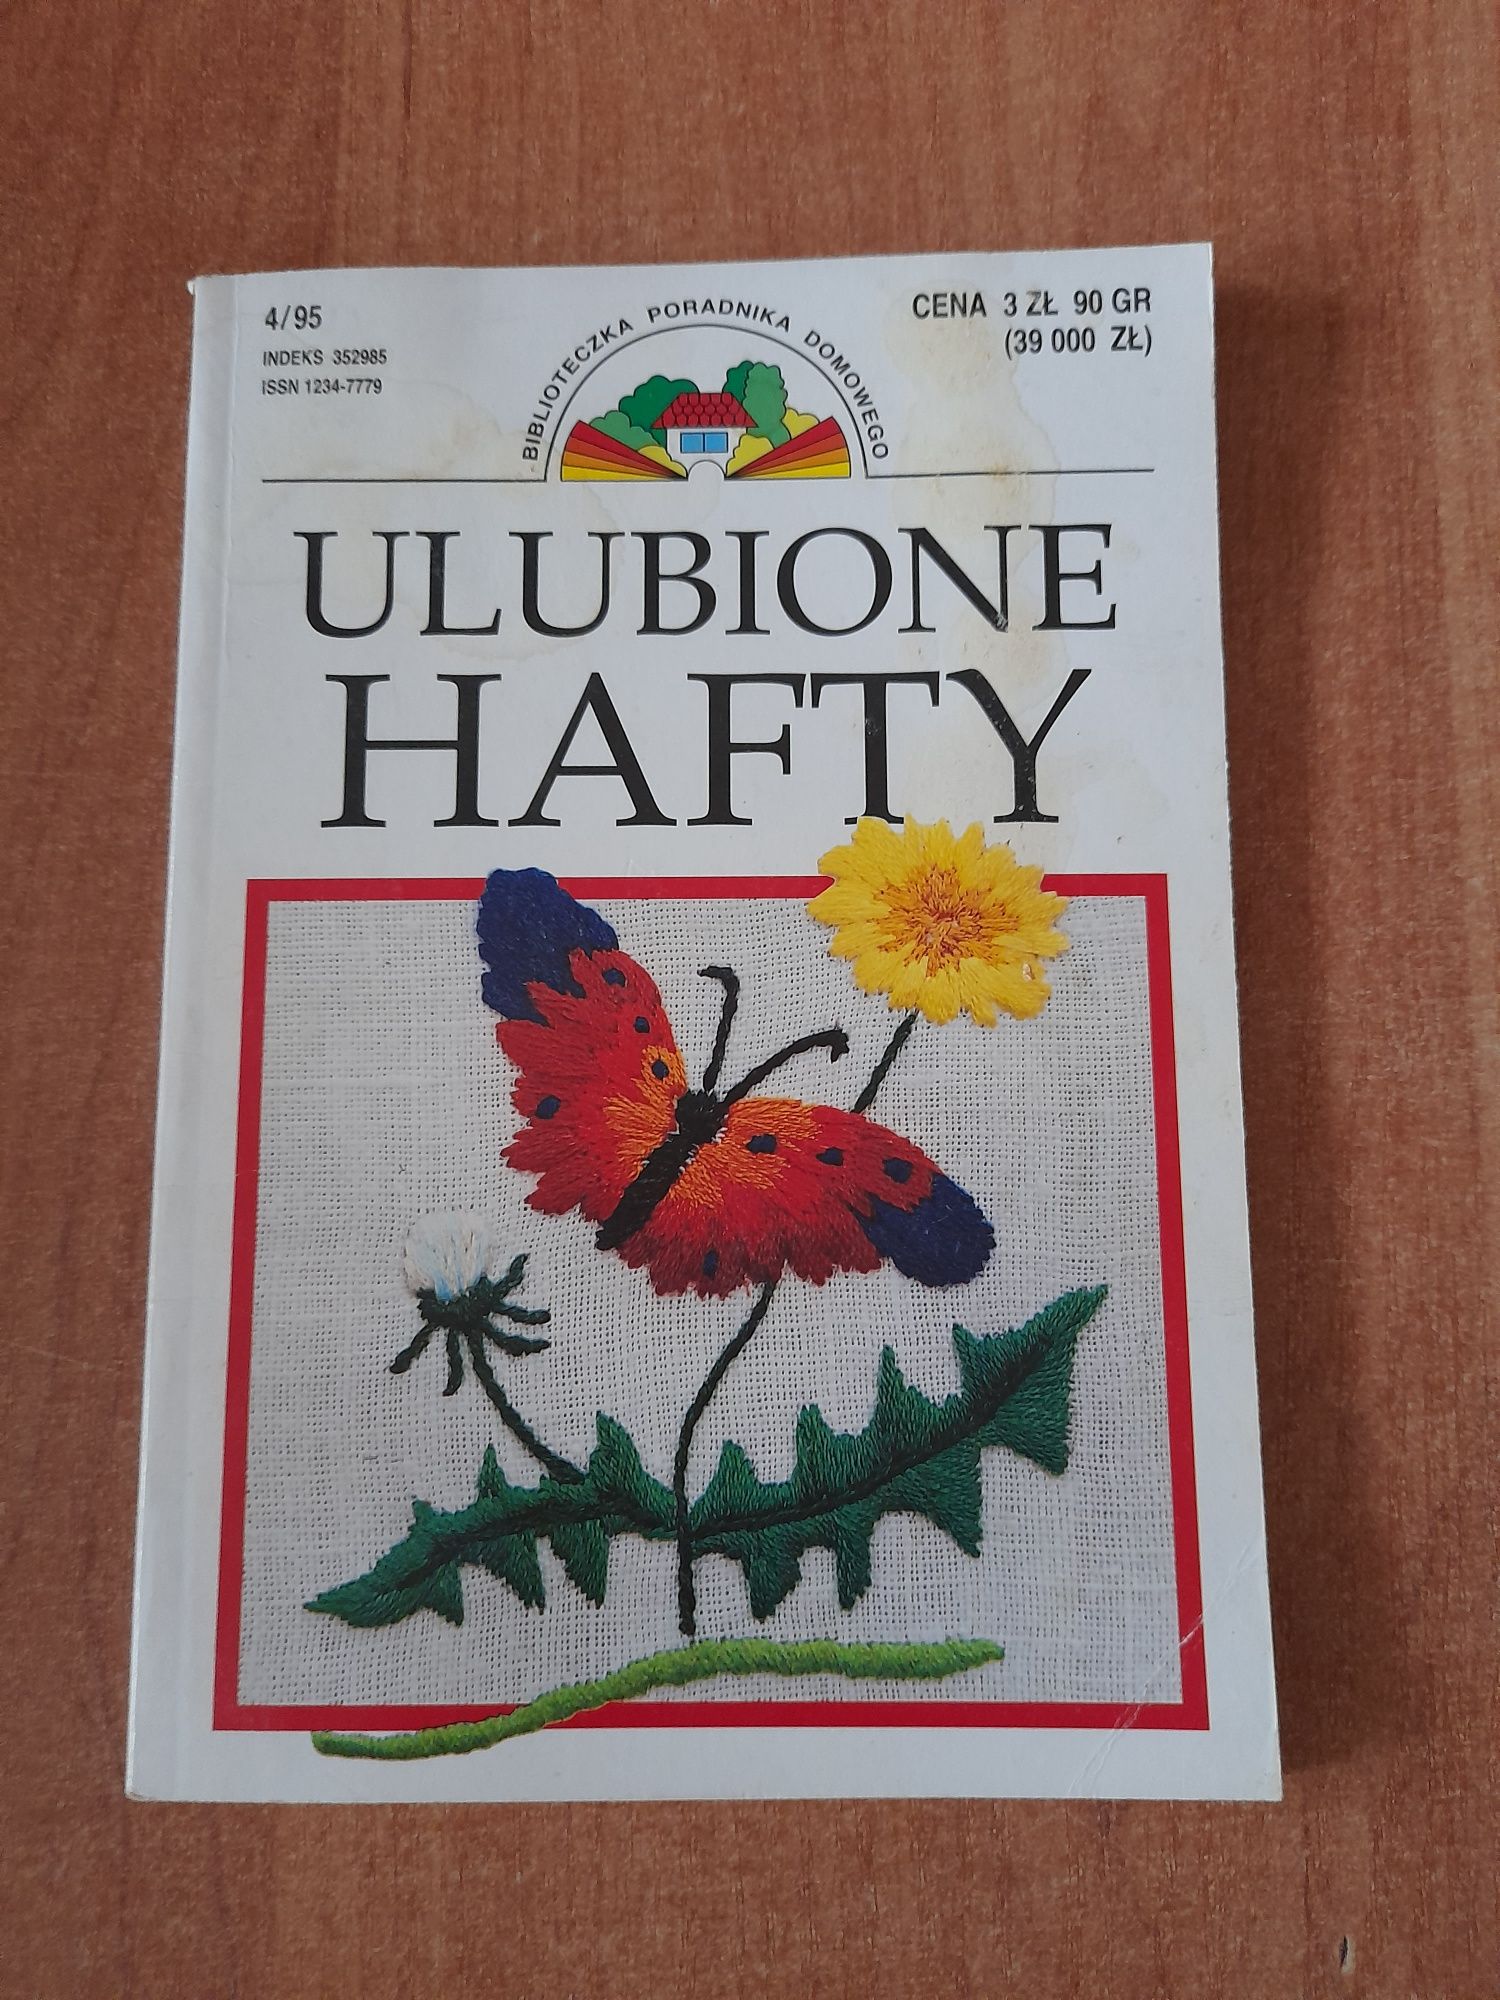 4/95
INDEKS 352985
ISSN 1234-7779
BIBLIOTECZKA PORADNIKA DOMOWEGO
CENA 3 ZŁ 90 GR
(39 000 ZŁ)
ULUBIONE
HAFTY